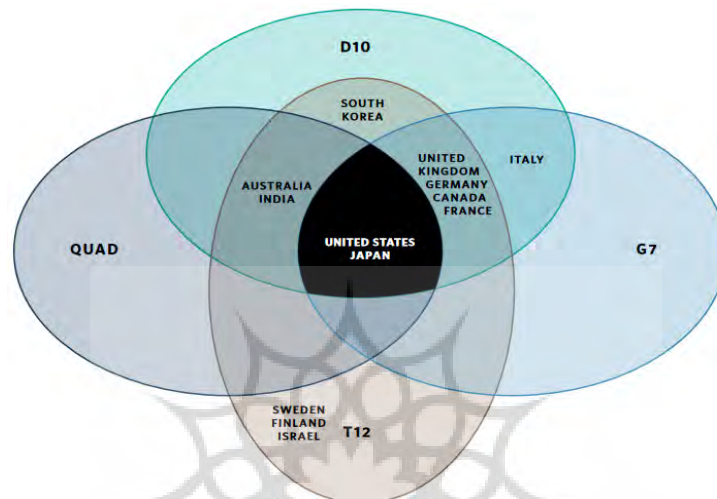 D10
SOUTH
KOREA
UNITED
KINGDOM
GERMANY
CANADA
FRANCE
ITALY
AUSTRALIA
INDIA
QUAD
UNITED STATES
JAPAN
G7
SWEDEN
FINLAND
ISRAEL
T12